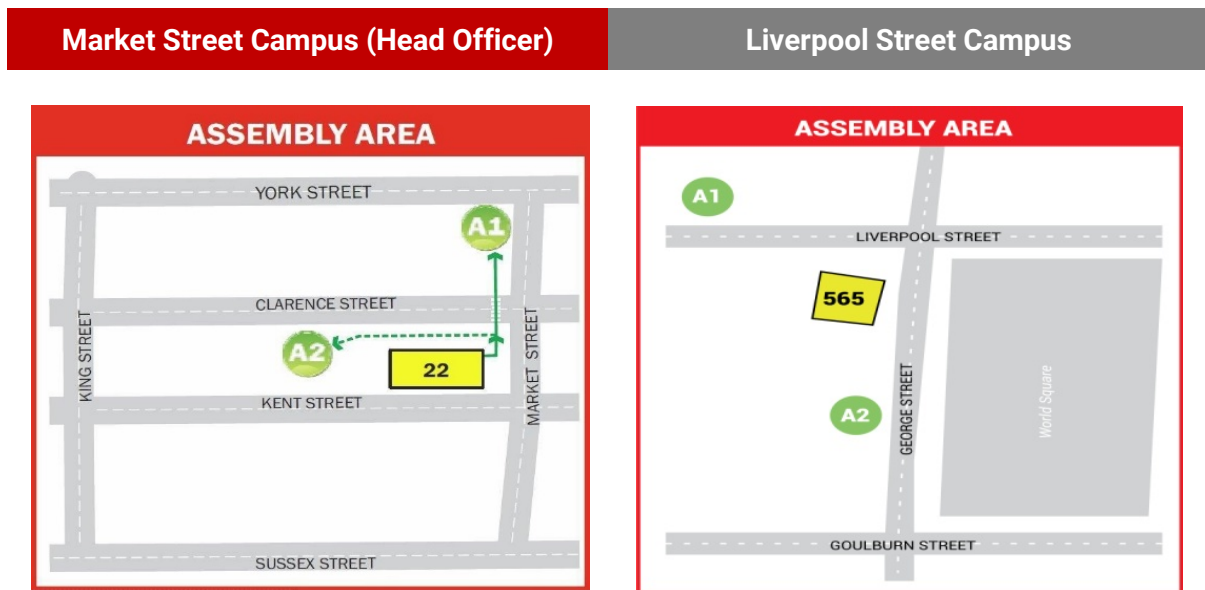 Market Street Campus (Head Officer)
Liverpool Street Campus
ASSEMBLY AREA
YORK STREET
A1
CLARENCE STREET
A2
22
KING STREET
MARKET STREET
KENT STREET
SUSSEX STREET
ASSEMBLY AREA
A1
LIVERPOOL STREET
565
A2
GEORGE STREET
World Square
GOULBURN STREET